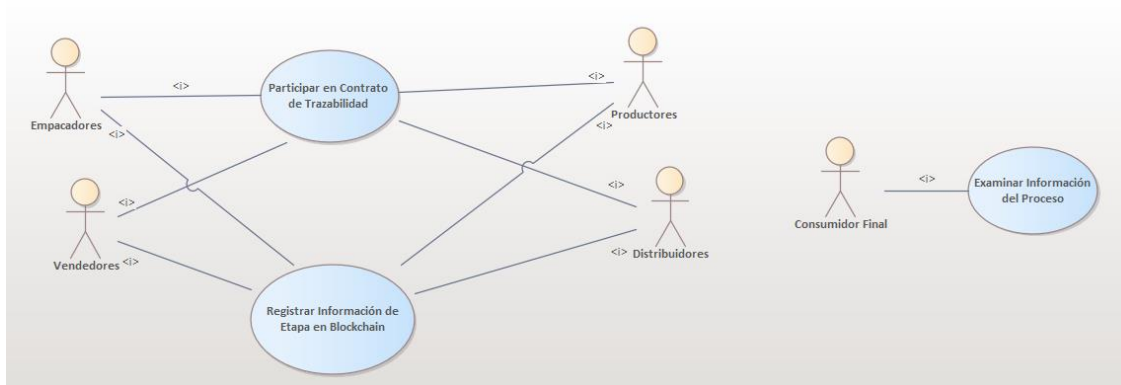 <i>
Participar en Contrato
de Trazabilidad
<i>
Empacadores
<i>
Productores
<i>
<i>
Vendedores
<i>
<i>
Distribuidores
<i>
Registrar Información de
Etapa en Blockchain
<i>
Consumidor Final
Examinar Información
del Proceso